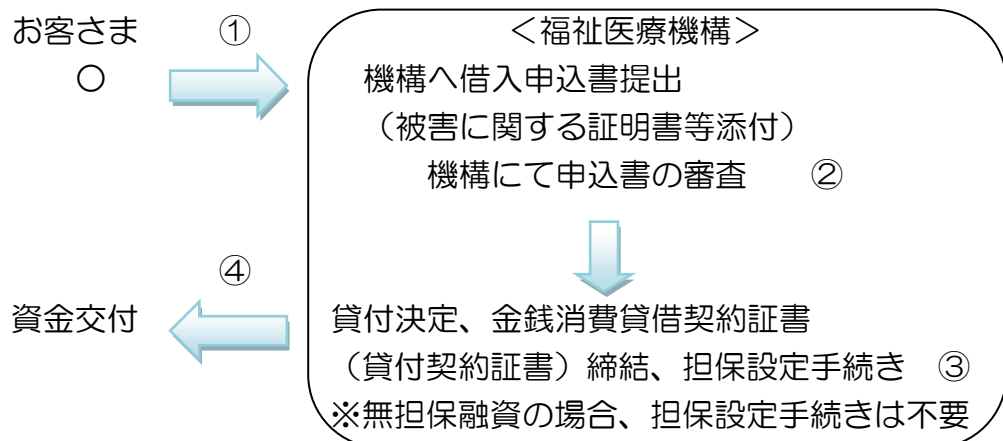 お客さま ①
＜福祉医療機構＞
○
機構へ借入申込書提出
（被害に関する証明書等添付）
機構にて申込書の審査 ②
④
資金交付
貸付決定、金銭消費貸借契約証書
（貸付契約証書）締結、担保設定手続き ③
※無担保融資の場合、担保設定手続きは不要